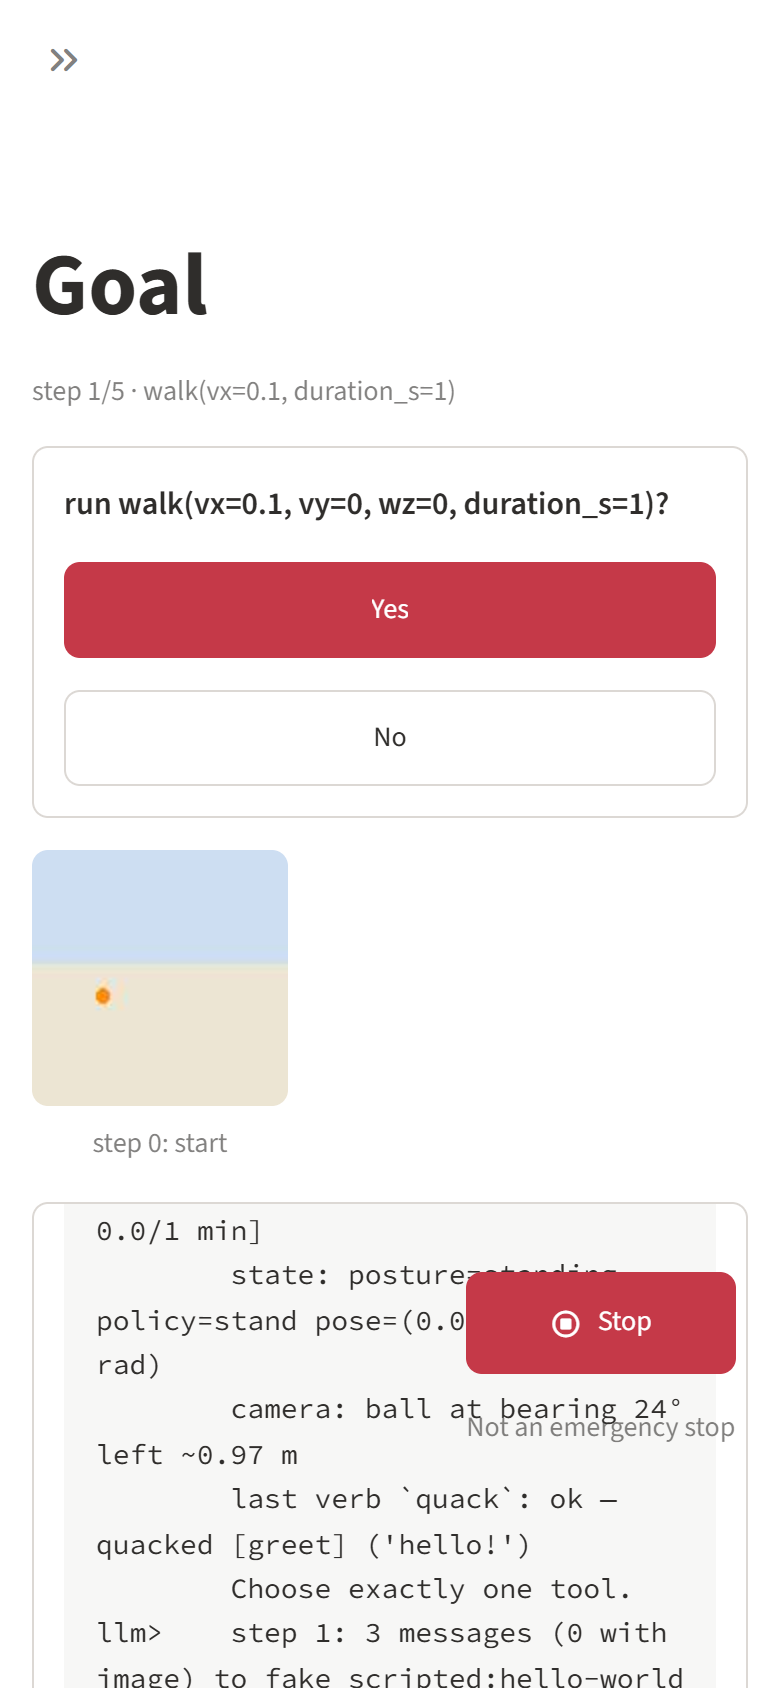 Goal
step 1/5 · walk(vx=0.1, duration_s=1)
run walk(vx=0.1, vy=0, wz=0, duration_s=1)?
Yes
No
step 0: start
0.0/1 min]
state: posture=standing
policy=stand pose=(0.0
Stop
rad)
camera: ball at bearing 24°
Not an emergency stop
left ~0.97 m
last verb `quack`: ok —
quacked [greet] ('hello!')
Choose exactly one tool.
llm> step 1: 3 messages (0 with
image) to fake scripted:hello-world